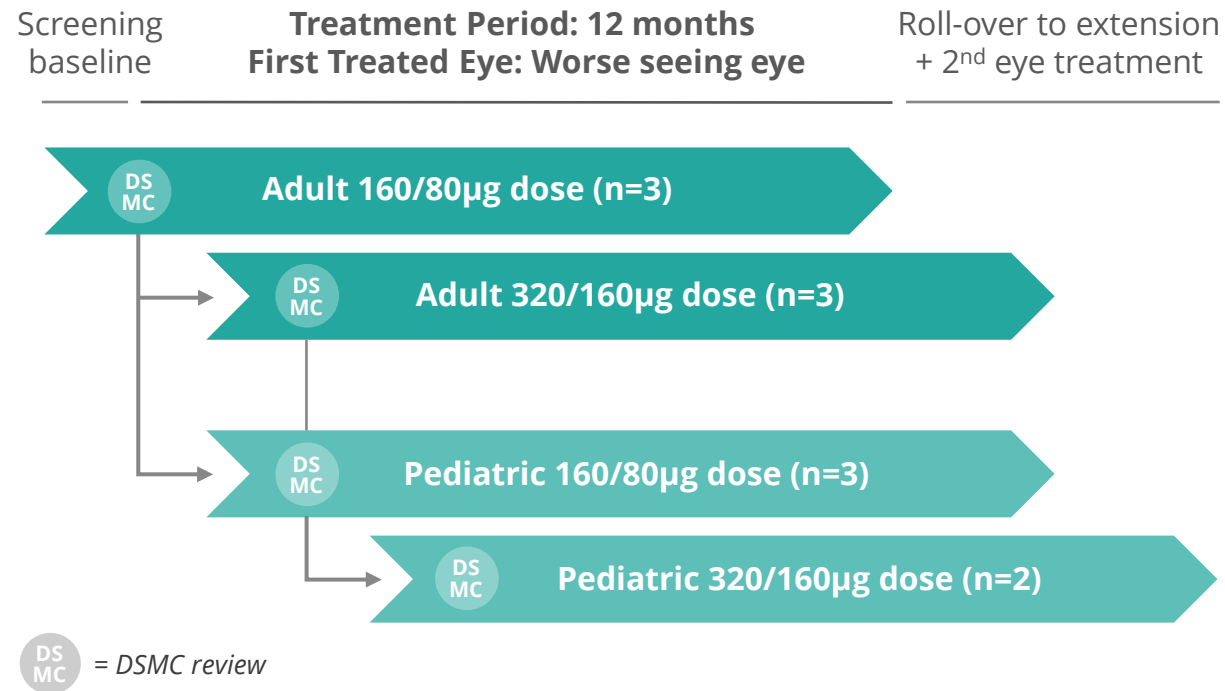 Screening
baseline
Treatment Period: 12 months
First Treated Eye: Worse seeing eye
Roll-over to extension
+ 2nd eye treatment
DS
MC
Adult 160/80μg dose (n=3)
DS
MC
Adult 320/160μg dose (n=3)
DS
MC
Pediatric 160/80μg dose (n=3)
DS
MC
Pediatric 320/160μg dose (n=2)
DS
MC
= DSMC review